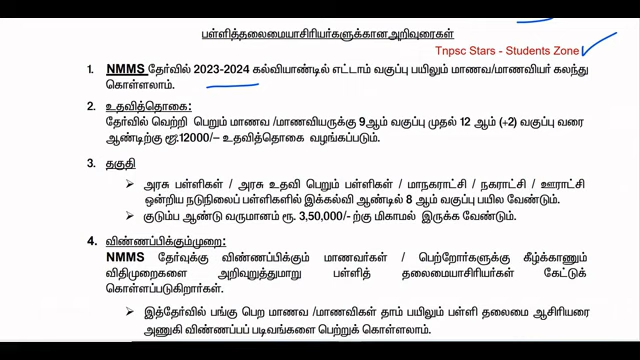 பள்ளித்தலைமையாசிரியர்களுக்கான அறிவுரைகள்
Tnpsc Stars - Students Zone
1. NMMS தேர்வில் 2023-2024 கல்வியாண்டில் எட்டாம் வகுப்பு பயிலும் மாணவ/மாணவியர் கலந்து
கொள்ளலாம்.
2. உதவித்தொகை:
தேர்வில் வெற்றி பெறும் மாணவ /மாணவியருக்கு 9ஆம் வகுப்பு முதல் 12 ஆம் (+2) வகுப்பு வரை
ஆண்டிற்கு ரூ.12000/– உதவித்தொகை வழங்கப்படும்.
3. தகுதி
➢ அரசு பள்ளிகள் / அரசு உதவி பெறும் பள்ளிகள் / மாநகராட்சி / நகராட்சி / ஊராட்சி
ஒன்றிய நடுநிலைப் பள்ளிகளில் இக்கல்வி ஆண்டில் 8 ஆம் வகுப்பு பயில வேண்டும்.
➢ குடும்ப ஆண்டு வருமானம் ரூ. 3,50,000/- ற்கு மிகாமல் இருக்க வேண்டும்.
4. விண்ணப்பிக்கும்முறை:
NMMS தேர்வுக்கு விண்ணப்பிக்கும் மாணவர்கள் / பெற்றோர்களுக்கு கீழ்க்காணும்
விதிமுறைகளை அறிவுறுத்துமாறு பள்ளித் தலைமையாசிரியர்கள் கேட்டுக்
கொள்ளப்படுகிறார்கள்.
➢ இத்தேர்வில் பங்கு பெற மாணவ /மாணவிகள் தாம் பயிலும் பள்ளி தலைமை ஆசிரியரை
அணுகி விண்ணப்பப் படிவங்களை பெற்றுக் கொள்ளலாம்.